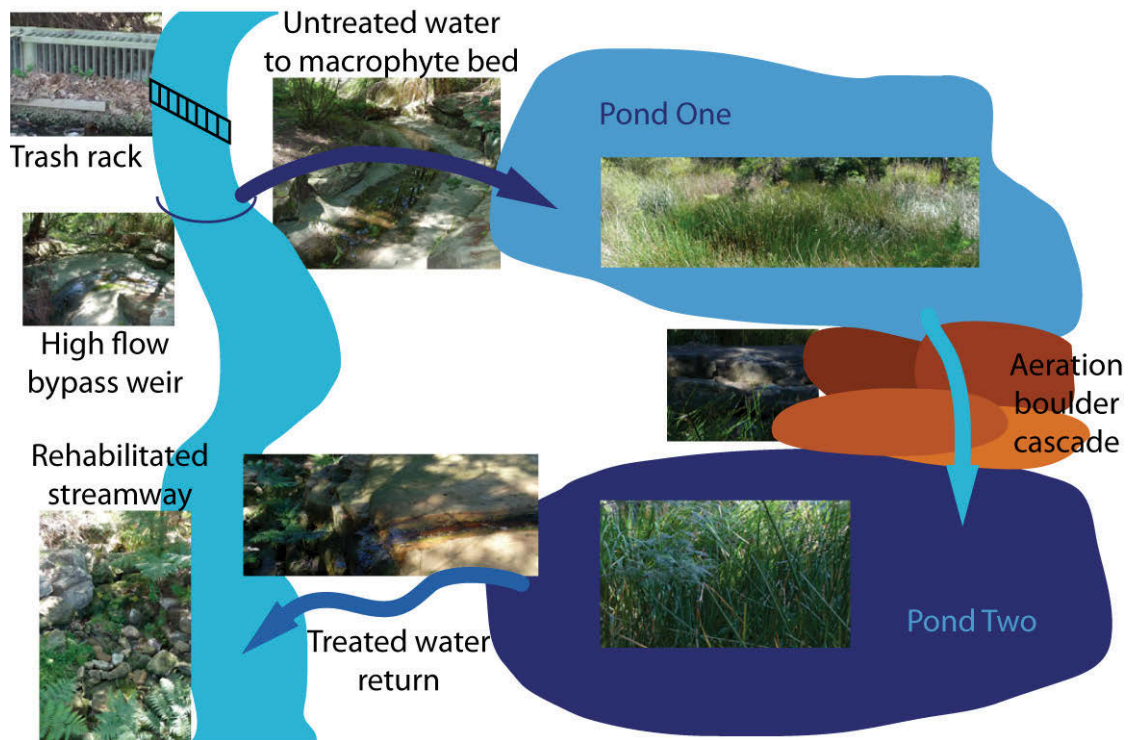 Untreated water
to macrophyte bed
Trash rack
Pond One
High flow
bypass weir
Aeration
boulder
cascade
Rehabilitated
streamway
Treated water
return
Pond Two